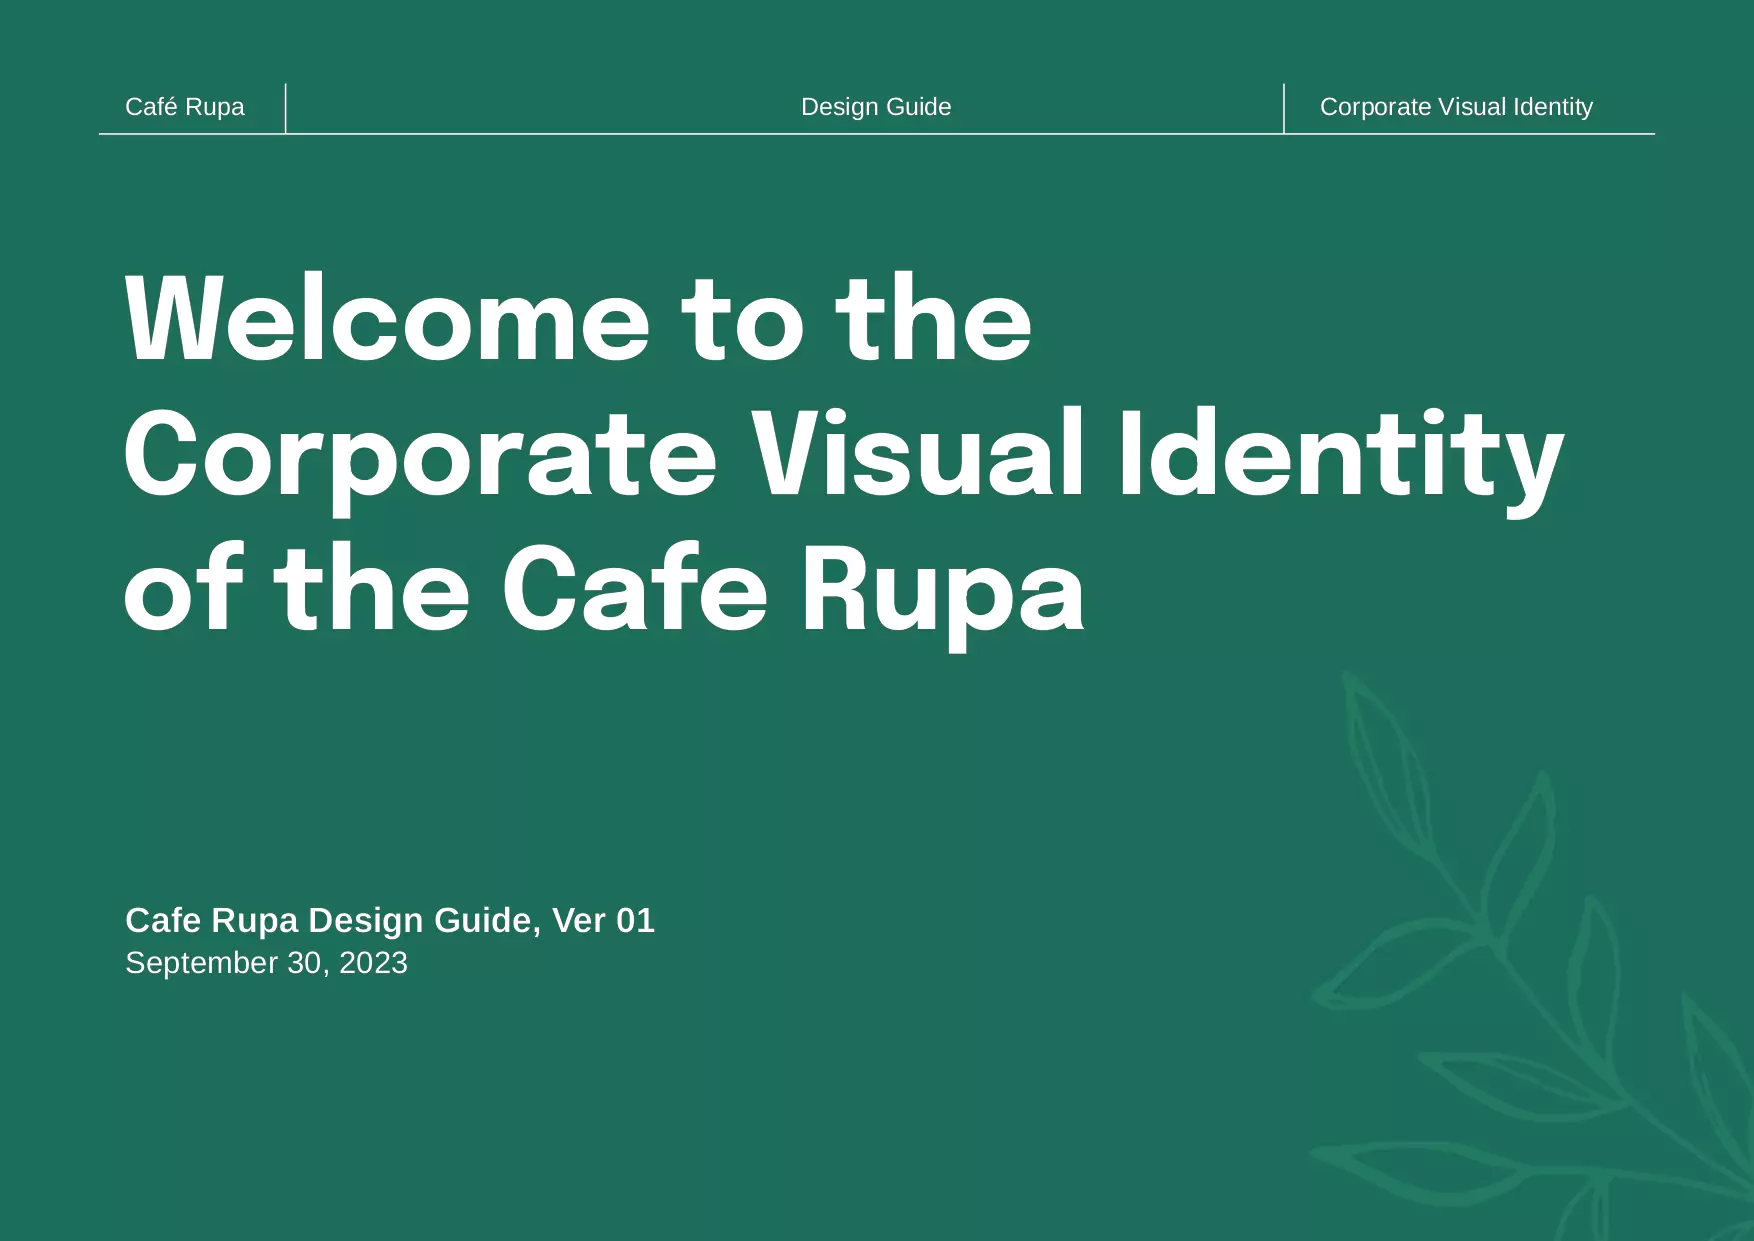 Café Rupa
Design Guide
Corporate Visual Identity
Welcome to the
Corporate Visual Identity
of the Cafe Rupa
Cafe Rupa Design Guide, Ver 01
September 30, 2023